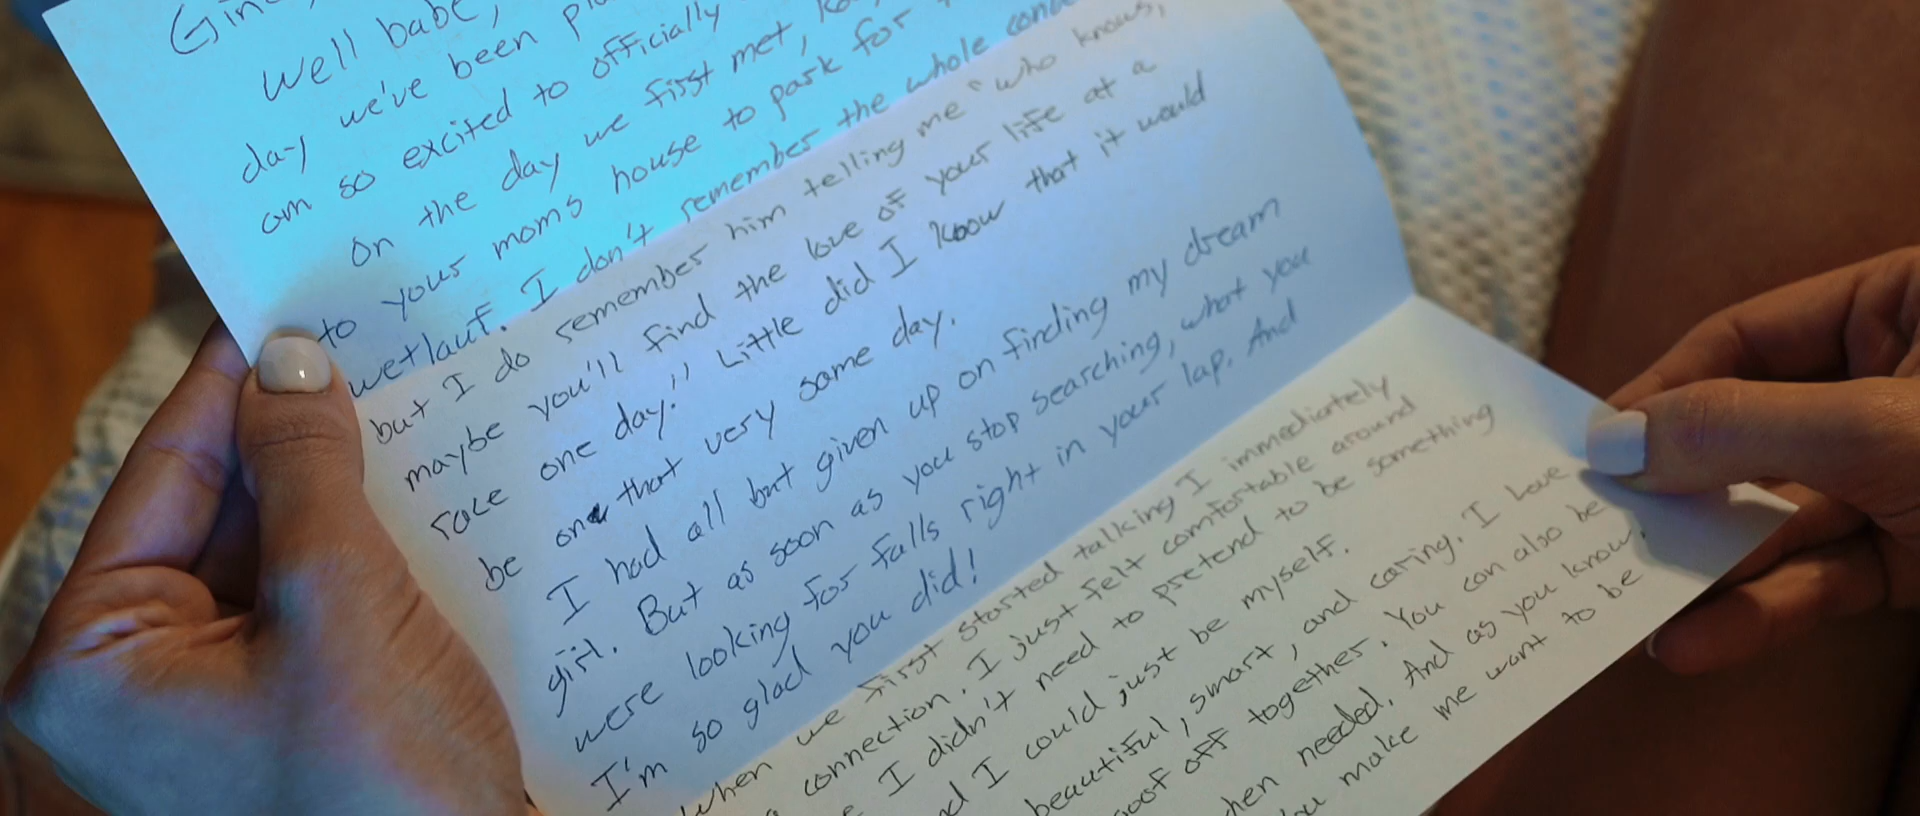 Gina,
Well babe,
day we've been
am so excited to officially
On the day we first met,
to your moms house to park for
wetlauf. I don't remember the whole
but I do remember him telling me "who knows,
maybe you'll find the love of your life at a
race one day." Little did I know that it would
be one that very same day.
I had all but given up on finding my dream
girl. But as soon as you stop searching, what you
were looking for falls right in your lap. And
I'm so glad you did!
When we first started talking I immediately
connection. I just felt comfortable around
I didn't need to pretend to be something
I could just be myself.
beautiful, smart, and caring. I love
goof off together. You can also be
when needed. And as you know,
make me want to be